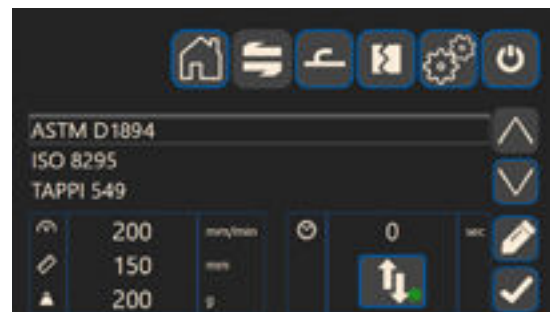 ASTM D1894
ISO 8295
TAPPI 549
200 mm/min 0 sec
150 mm
200 g